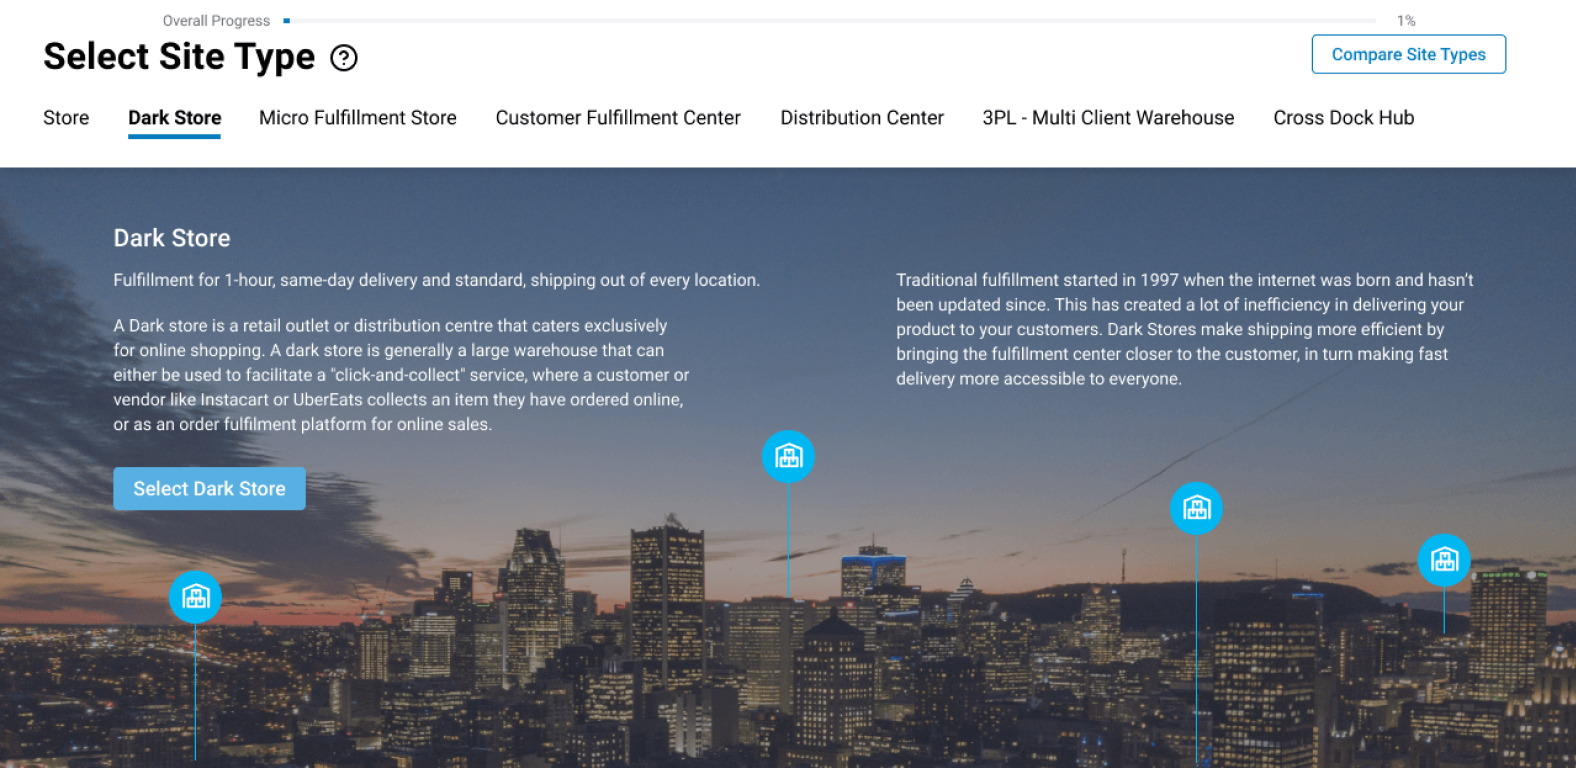 Overall Progress 1%
Select Site Type ?
Compare Site Types
Store Dark Store Micro Fulfillment Store Customer Fulfillment Center Distribution Center 3PL - Multi Client Warehouse Cross Dock Hub
Dark Store
Fulfillment for 1-hour, same-day delivery and standard, shipping out of every location.
A Dark store is a retail outlet or distribution centre that caters exclusively
for online shopping. A dark store is generally a large warehouse that can
either be used to facilitate a "click-and-collect" service, where a customer or
vendor like Instacart or UberEats collects an item they have ordered online,
or as an order fulfilment platform for online sales.
Select Dark Store
Traditional fulfillment started in 1997 when the internet was born and hasn’t
been updated since. This has created a lot of inefficiency in delivering your
product to your customers. Dark Stores make shipping more efficient by
bringing the fulfillment center closer to the customer, in turn making fast
delivery more accessible to everyone.